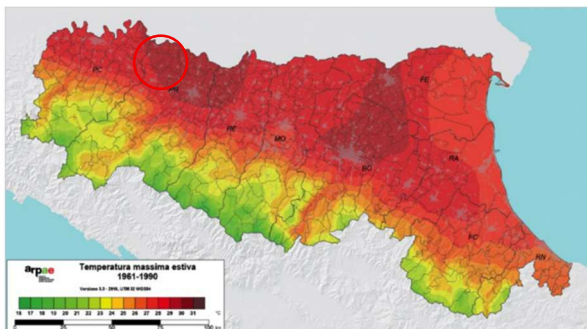 PC
PR
RE
MO
BO
FE
RA
FC
RN
arpae
Temperatura massima estiva
1961-1990
16 17 18 19 20 21 22 23 24 25 26 27 28 29 30 31 °C